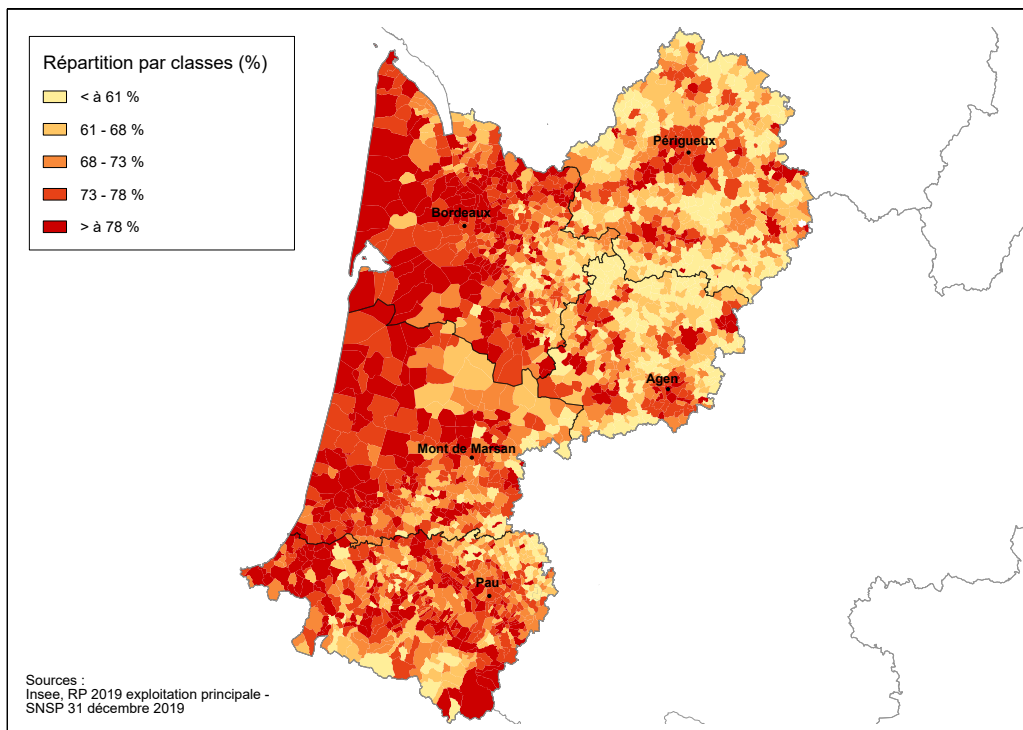 Répartition par classes (%)
< à 61 %
61 - 68 %
68 - 73 %
73 - 78 %
> à 78 %
Périgueux
Bordeaux
Agen
Mont de Marsan
Pau
Sources :
Insee, RP 2019 exploitation principale -
SNSP 31 décembre 2019